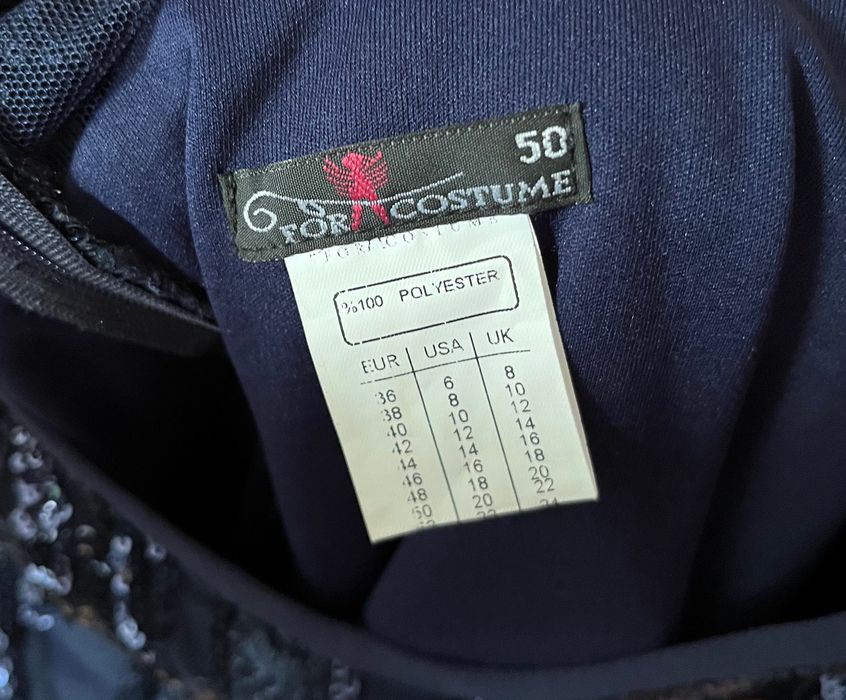 50
FOR COSTUME
%100 POLYESTER
EUR USA UK
36 6 8
38 8 10
40 10 12
42 12 14
44 14 16
46 16 18
48 18 20
50 20 22